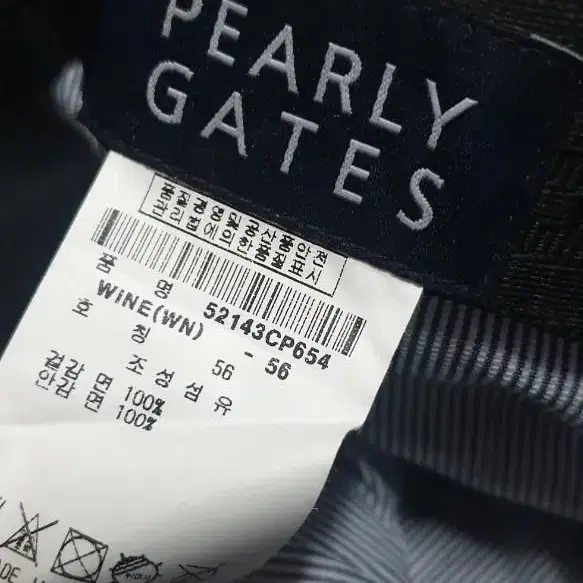 PEARLY
GATES
품질경영 및 공산품안전
관리법에 의한 품질표시
품 명 52143CP654
WINE(WN) - 56
호 칭 56
조성섬유
겉감 면 100%
안감 면 100%